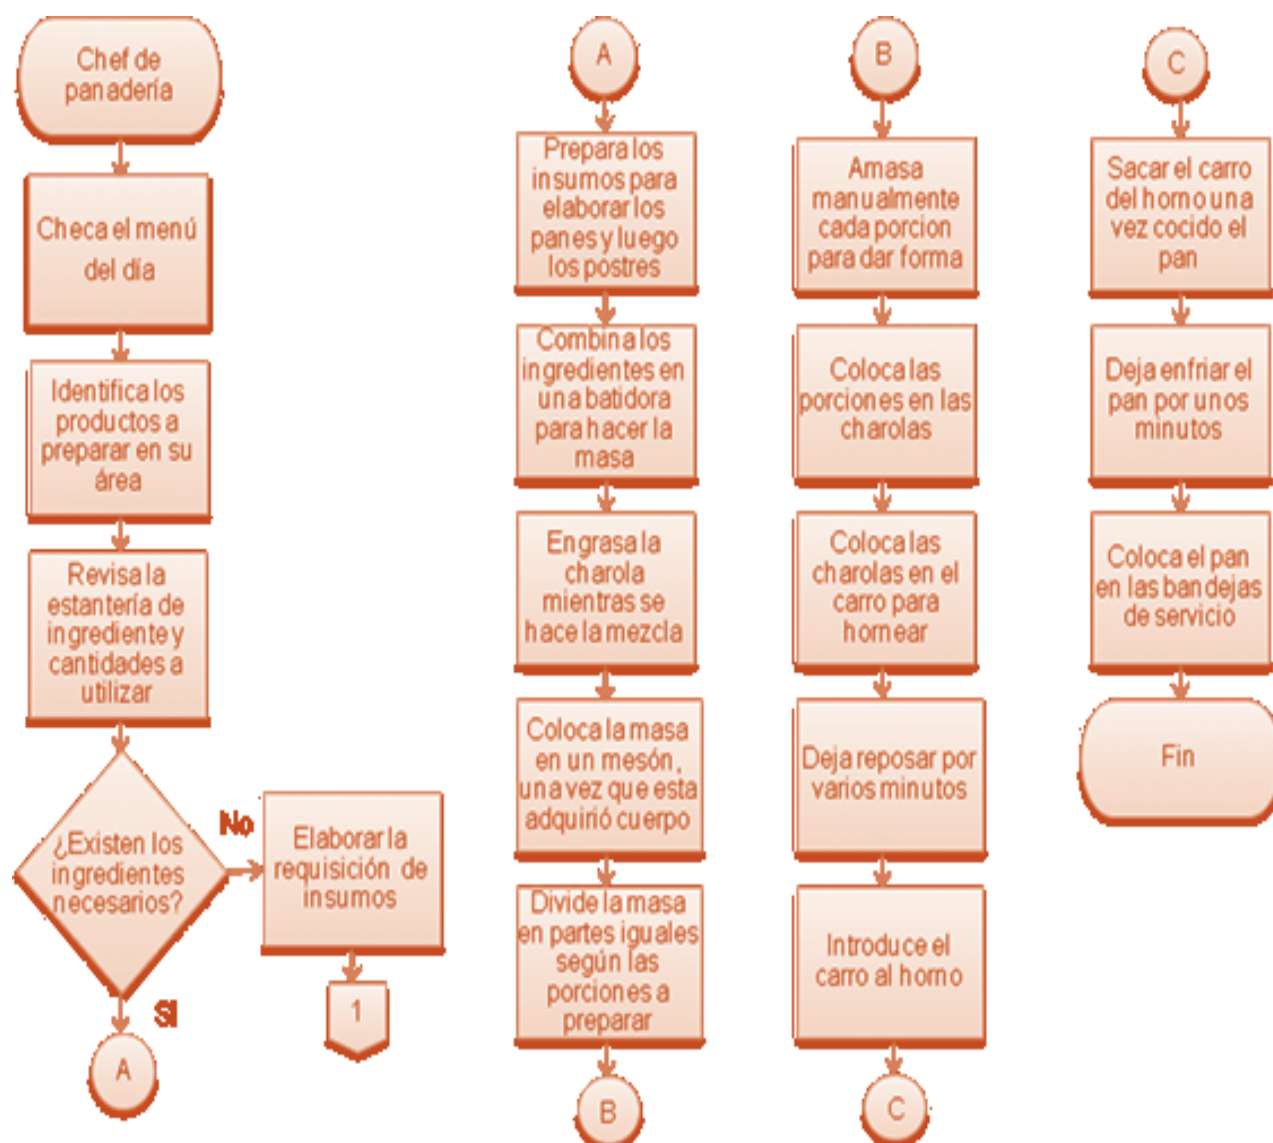 Chef de
panadería
Checa el menú
del día
Identifica los
productos a
preparar en su
área
Revisa la
estantería de
ingrediente y
cantidades a
utilizar
¿Existen los
ingredientes
necesarios?
No
Elaborar la
requisición de
insumos
1
SI
A
A
Prepara los
insumos para
elaborar los
panes y luego
los postres
Combina los
ingredientes en
una batidora
para hacer la
masa
Engrasa la
charola
mientras se
hace la mezcla
Coloca la masa
en un mesón,
una vez que esta
adquirió cuerpo
Divide la masa
en partes iguales
según las
porciones a
preparar
B
B
Amasa
manualmente
cada porcion
para dar forma
Coloca las
porciones en las
charolas
Coloca las
charolas en el
carro para
hornear
Deja reposar por
varios minutos
Introduce el
carro al horno
C
C
Sacar el carro
del horno una
vez cocido el
pan
Deja enfriar el
pan por unos
minutos
Coloca el pan
en las bandejas
de servicio
Fin